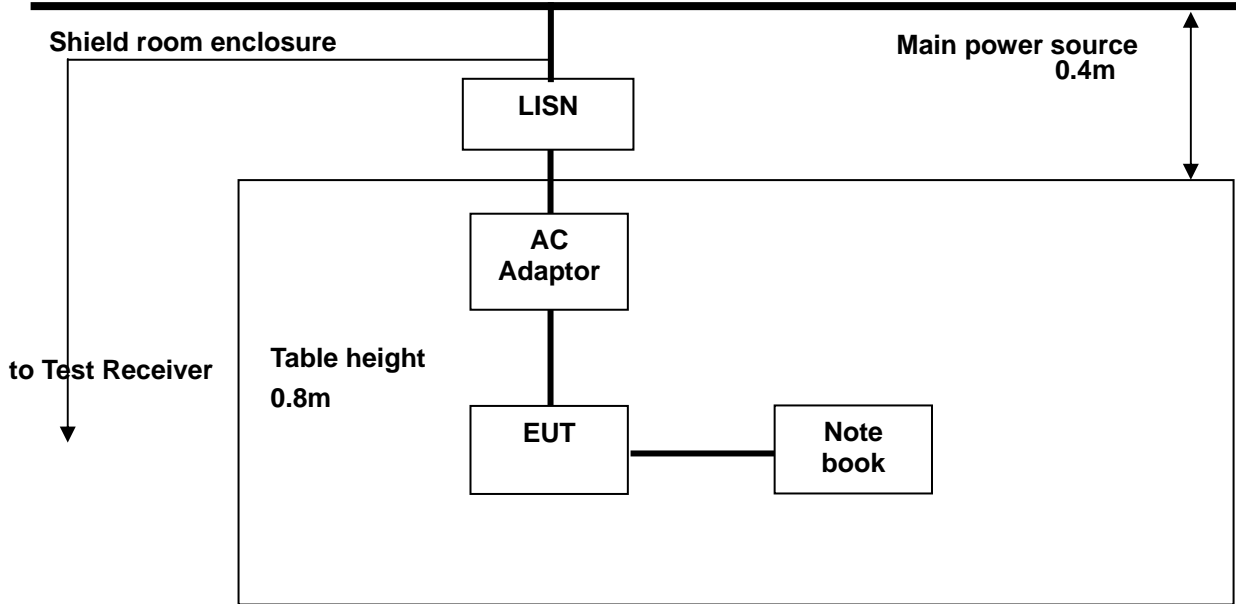 Shield room enclosure
Main power source
0.4m
LISN
AC
Adaptor
to Test Receiver
Table height
0.8m
EUT
Note
book